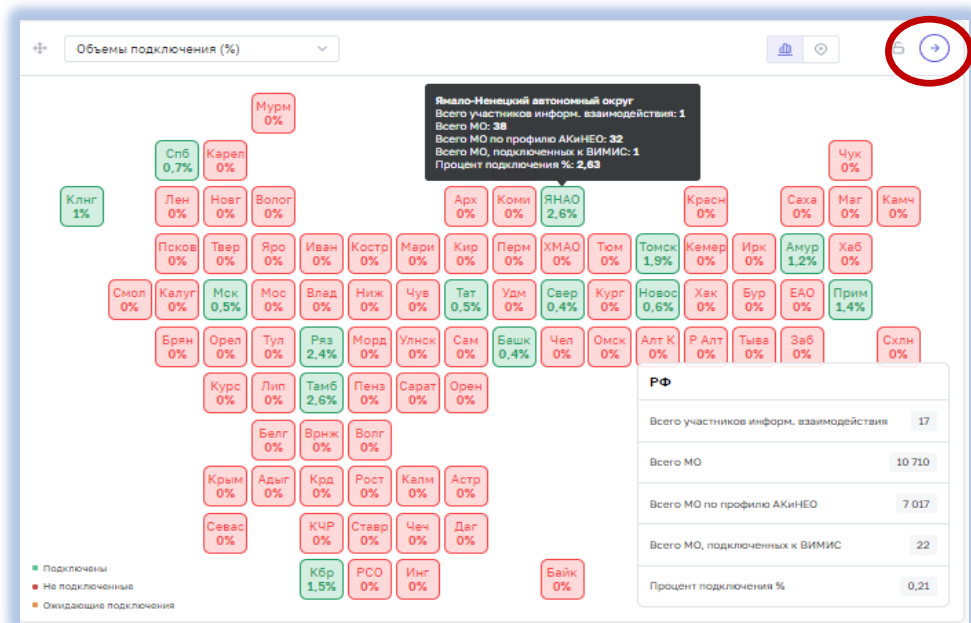 Объемы подключения (%)
Ямало-Ненецкий автономный округ
Всего участников информ. взаимодействия: 1
Всего МО: 38
Всего МО по профилю АКиНЕО: 32
Всего МО, подключенных к ВИМИС: 1
Процент подключения %: 2,63
Мурм
0%
Спб Карел Чук
0,7% 0% 0%
Клнг Лен Новг Волог Арх Коми ЯНАО Красн Саха Маг Камч
1% 0% 0% 0% 0% 0% 2,6% 0% 0% 0% 0%
Псков Твер Яро Иван Костр Мари Кир Перм ХМАО Тюм Томск Кемер Ирк Амур Хаб
0% 0% 0% 0% 0% 0% 0% 0% 0% 0% 1,9% 0% 0% 1,2% 0%
Смол Калуг Мск Мос Влад Ниж Чув Тат Удм Свер Кург Новос Хак Бур ЕАО Прим
0% 0% 0,5% 0% 0% 0% 0% 0,5% 0% 0,4% 0% 0,6% 0% 0% 0% 1,4%
Брян Орел Тул Ряз Морд Улнск Сам Башк Чел Омск Алт К Р Алт Тыва Заб Схлн
0% 0% 0% 2,4% 0% 0% 0% 0,4% 0% 0% 0% 0% 0% 0% 0%
Курс Лип Тамб Пенз Сарат Орен
0% 0% 2,6% 0% 0% 0%
Белг Врнж Волг
0% 0% 0%
Крым Адыг Крд Рост Калм Астр
0% 0% 0% 0% 0% 0%
Севас КЧР Ставр Чеч Даг
0% 0% 0% 0% 0%
Кбр РСО Инг Байк
1,5% 0% 0% 0%
РФ
Всего участников информ. взаимодействия 17
Всего МО 10 710
Всего МО по профилю АКиНЕО 7 017
Всего МО, подключенных к ВИМИС 22
Процент подключения % 0,21
Подключены
Не подключенные
Ожидающие подключения